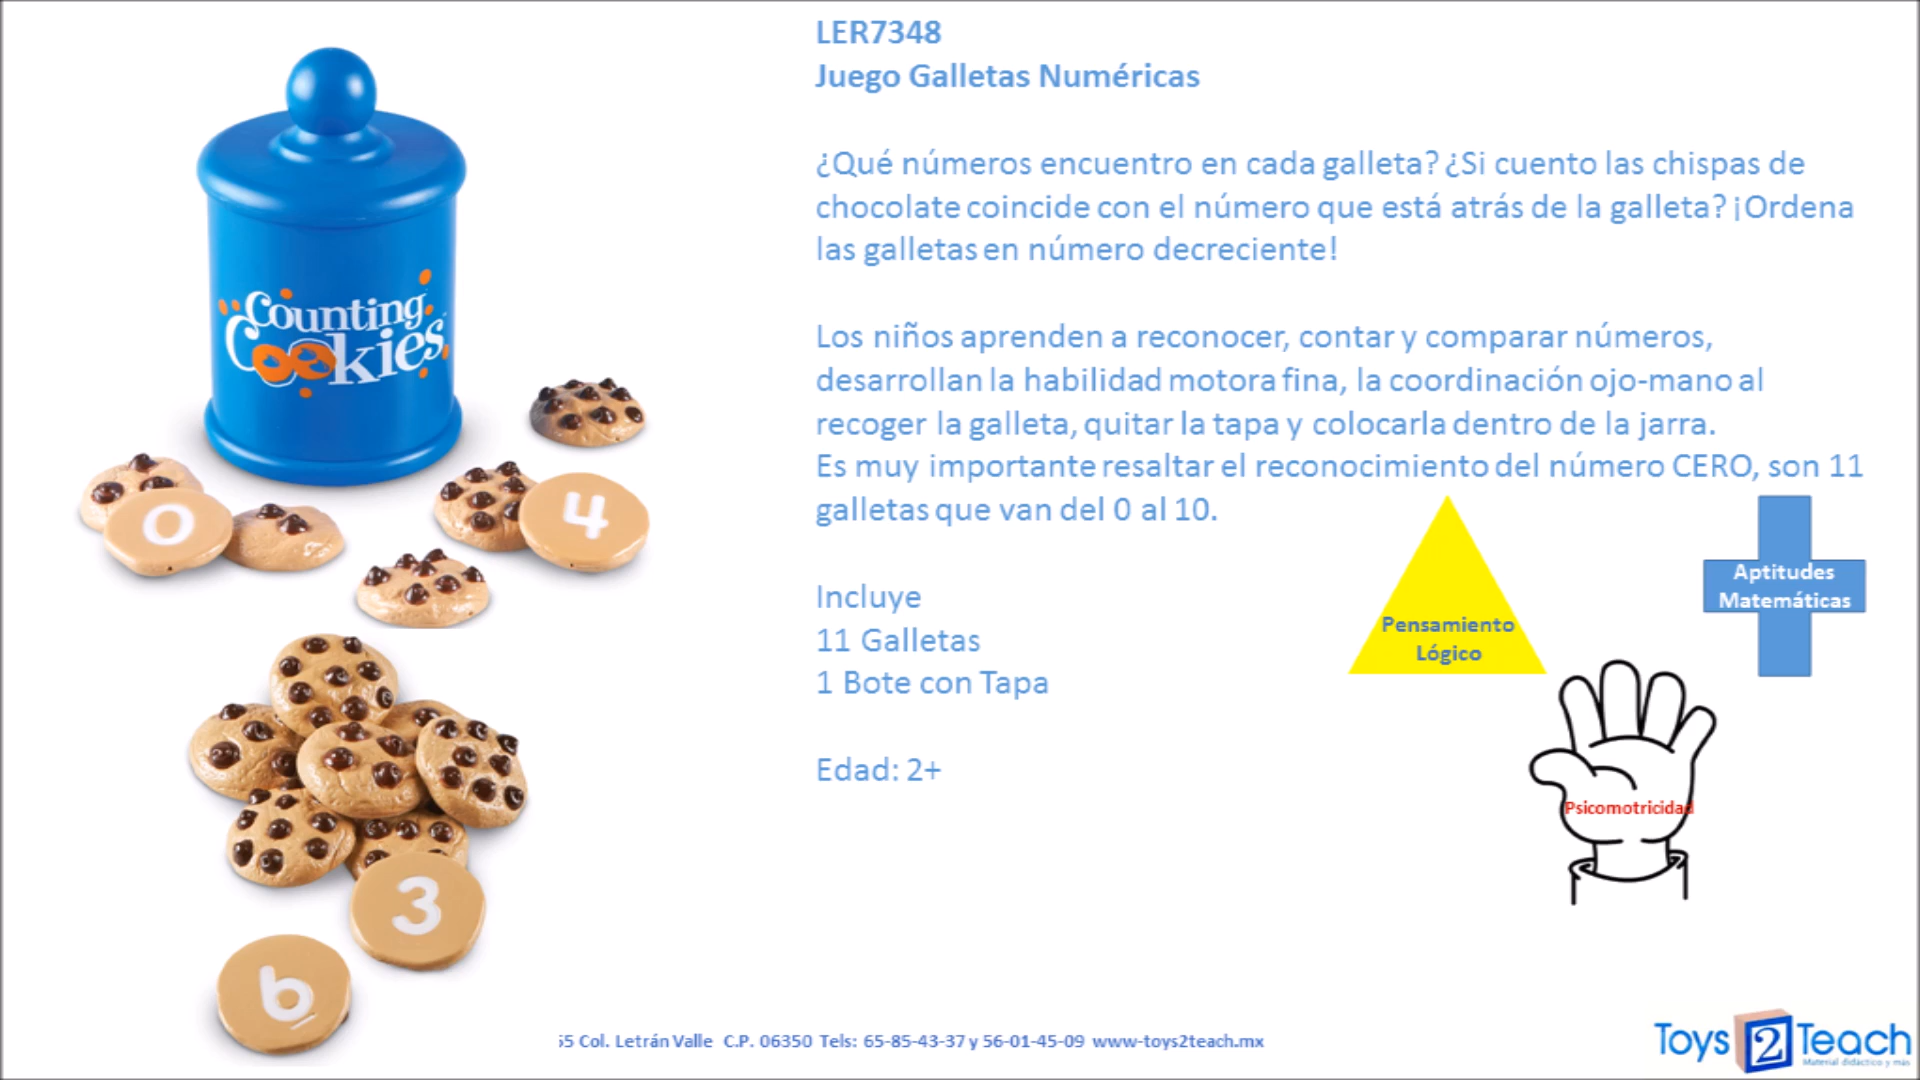 LER7348
Juego Galletas Numéricas
¿Qué números encuentro en cada galleta? ¿Si cuento las chispas de
chocolate coincide con el número que está atrás de la galleta? ¡Ordena
las galletas en número decreciente!
Los niños aprenden a reconocer, contar y comparar números,
desarrollan la habilidad motora fina, la coordinación ojo-mano al
recoger la galleta, quitar la tapa y colocarla dentro de la jarra.
Es muy importante resaltar el reconocimiento del número CERO, son 11
galletas que van del 0 al 10.
Incluye
11 Galletas
1 Bote con Tapa
Edad: 2+
Counting
Cookies
0
4
3
6
Pensamiento
Lógico
Aptitudes
Matemáticas
Psicomotricidad
55 Col. Letrán Valle C.P. 06350 Tels: 65-85-43-37 y 56-01-45-09 www-toys2teach.mx
Toys 2 Teach
Material didáctico y más